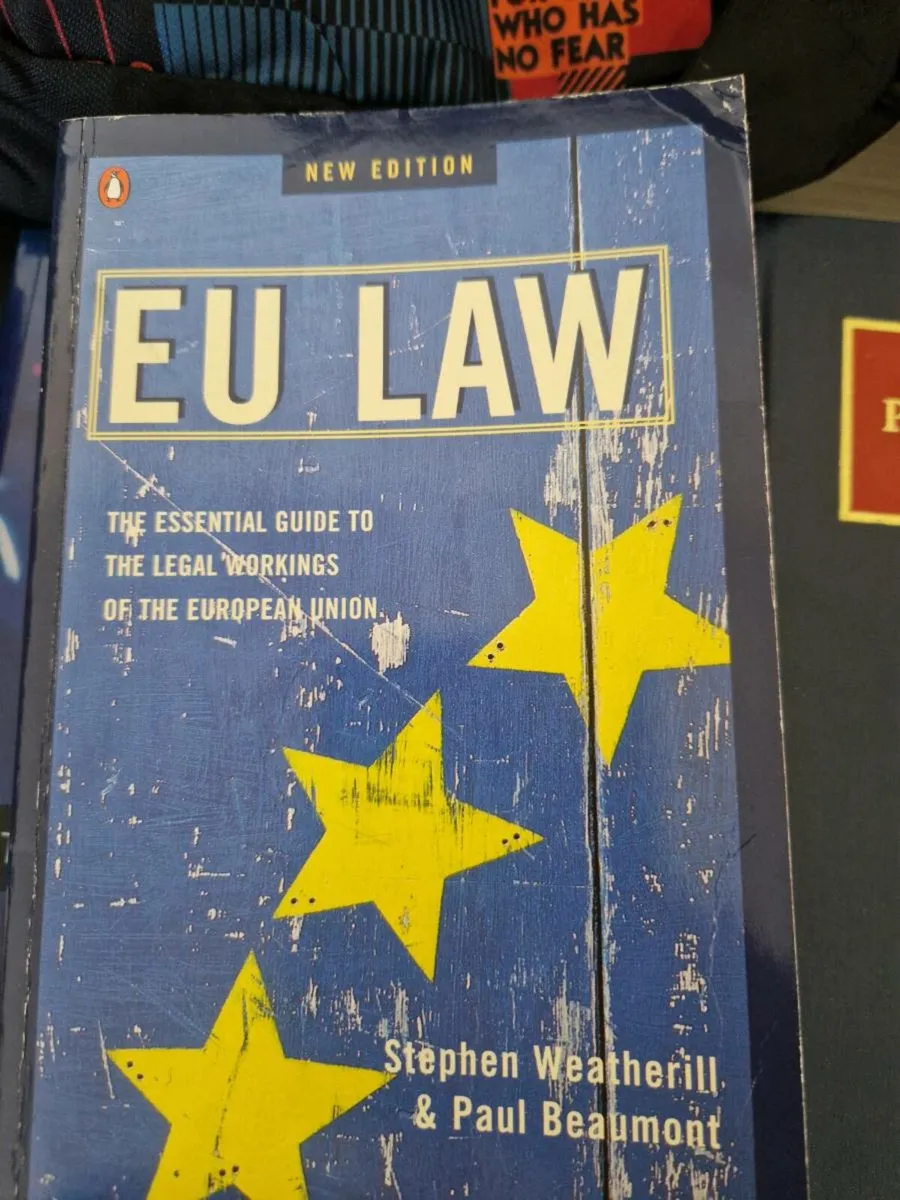 WHO HAS
NO FEAR
NEW EDITION
EU LAW
THE ESSENTIAL GUIDE TO
THE LEGAL WORKINGS
OF THE EUROPEAN UNION
Stephen Weatherill
& Paul Beaumont
P